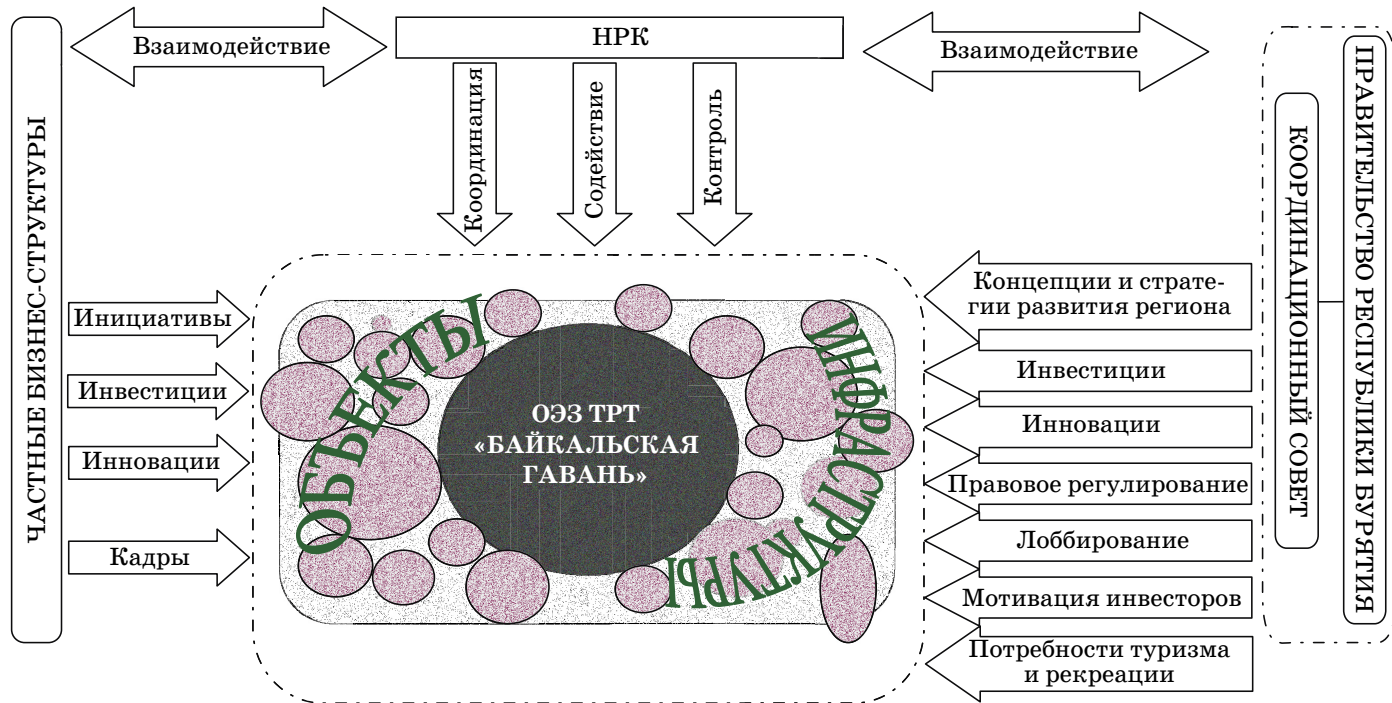 ЧАСТНЫЕ БИЗНЕС-СТРУКТУРЫ
Взаимодействие
НРК
Взаимодействие
Координация
Содействие
Контроль
Инициативы
Инвестиции
Инновации
Кадры
ОБЪЕКТЫ
ИНФРАСТРУКТУРЫ
ОЭЗ ТРТ
«БАЙКАЛЬСКАЯ
ГАВАНЬ»
Концепции и страте-
гии развития региона
Инвестиции
Инновации
Правовое регулирование
Лоббирование
Мотивация инвесторов
Потребности туризма
и рекреации
КООРДИНАЦИОННЫЙ СОВЕТ
ПРАВИТЕЛЬСТВО РЕСПУБЛИКИ БУРЯТИЯ